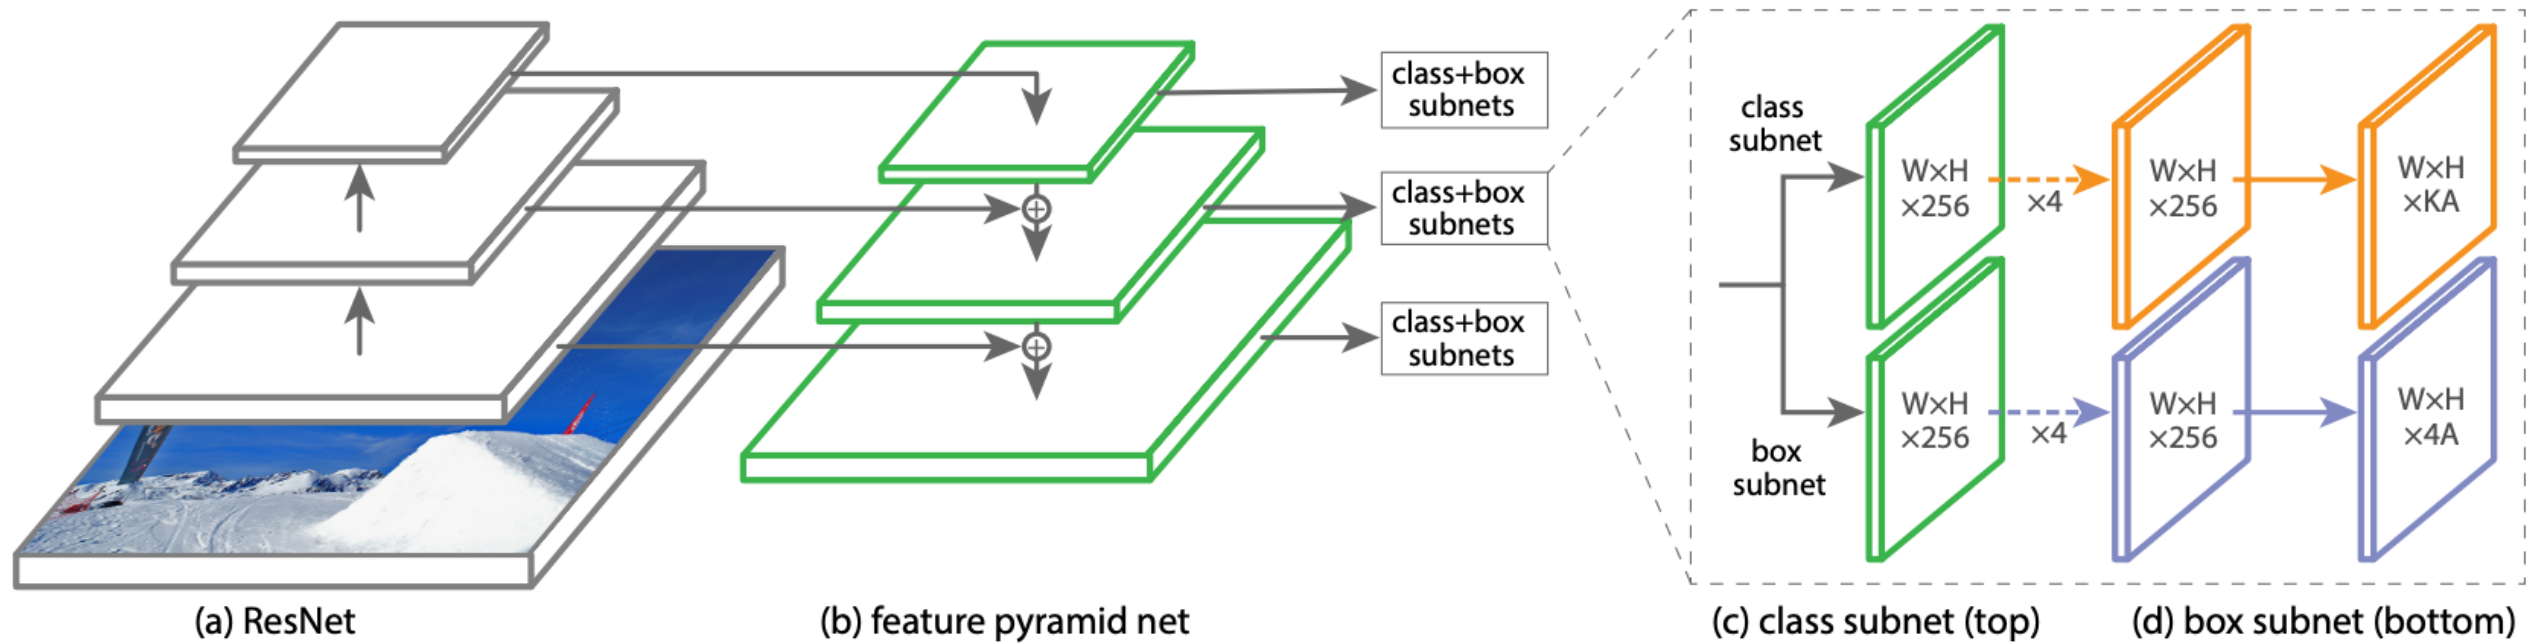 class+box
subnets
class+box
subnets
class+box
subnets
class
subnet
W×H
×256
×4
W×H
×256
W×H
×KA
box
subnet
W×H
×256
×4
W×H
×256
W×H
×4A
(a) ResNet
(b) feature pyramid net
(c) class subnet (top)
(d) box subnet (bottom)